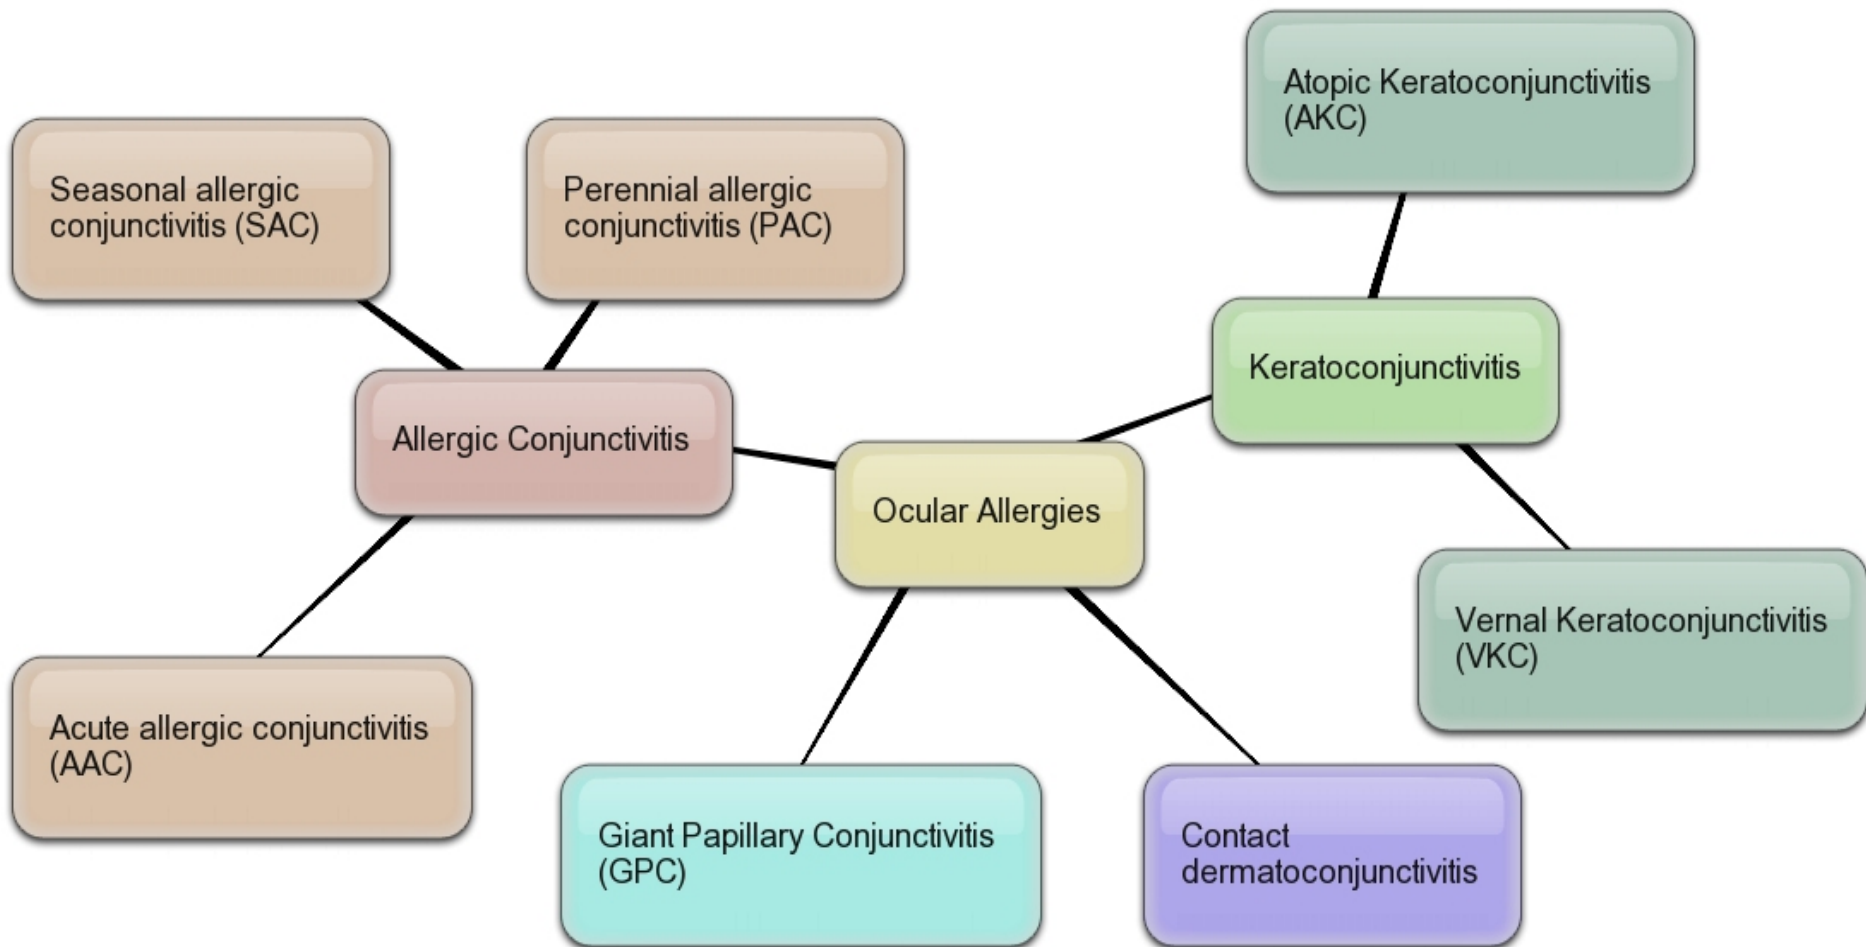 Atopic Keratoconjunctivitis
(AKC)
Seasonal allergic
conjunctivitis (SAC)
Perennial allergic
conjunctivitis (PAC)
Keratoconjunctivitis
Allergic Conjunctivitis
Ocular Allergies
Vernal Keratoconjunctivitis
(VKC)
Acute allergic conjunctivitis
(AAC)
Giant Papillary Conjunctivitis
(GPC)
Contact
dermatoconjunctivitis